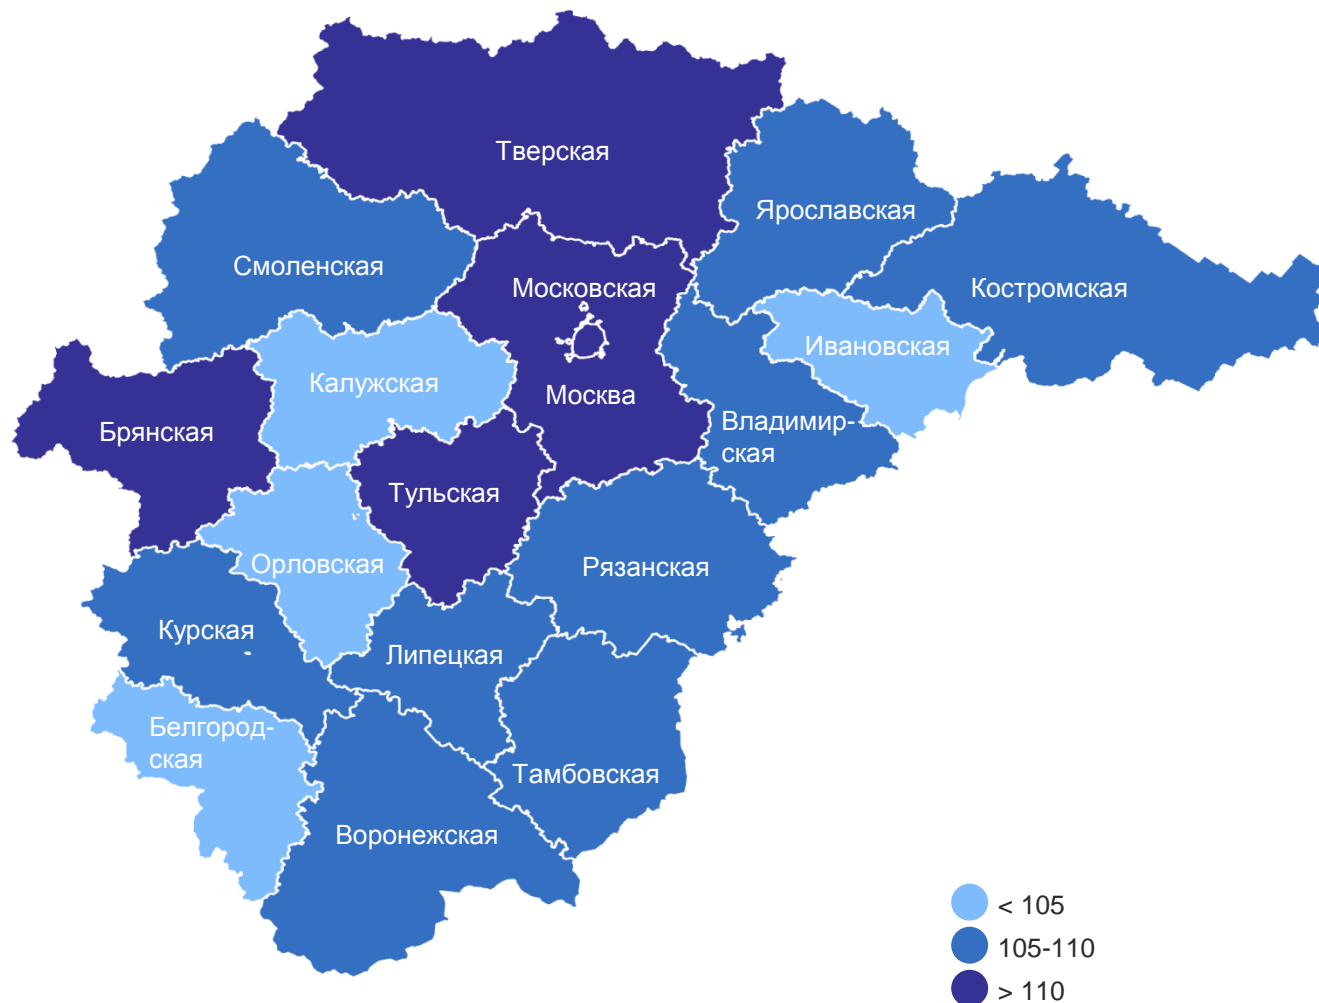 Тверская
Ярославская
Смоленская
Московская
Костромская
Ивановская
Калужская
Москва
Брянская
Владимир-
ская
Тульская
Орловская
Рязанская
Курская
Липецкая
Белгород-
ская
Тамбовская
Воронежская
< 105
105-110
> 110